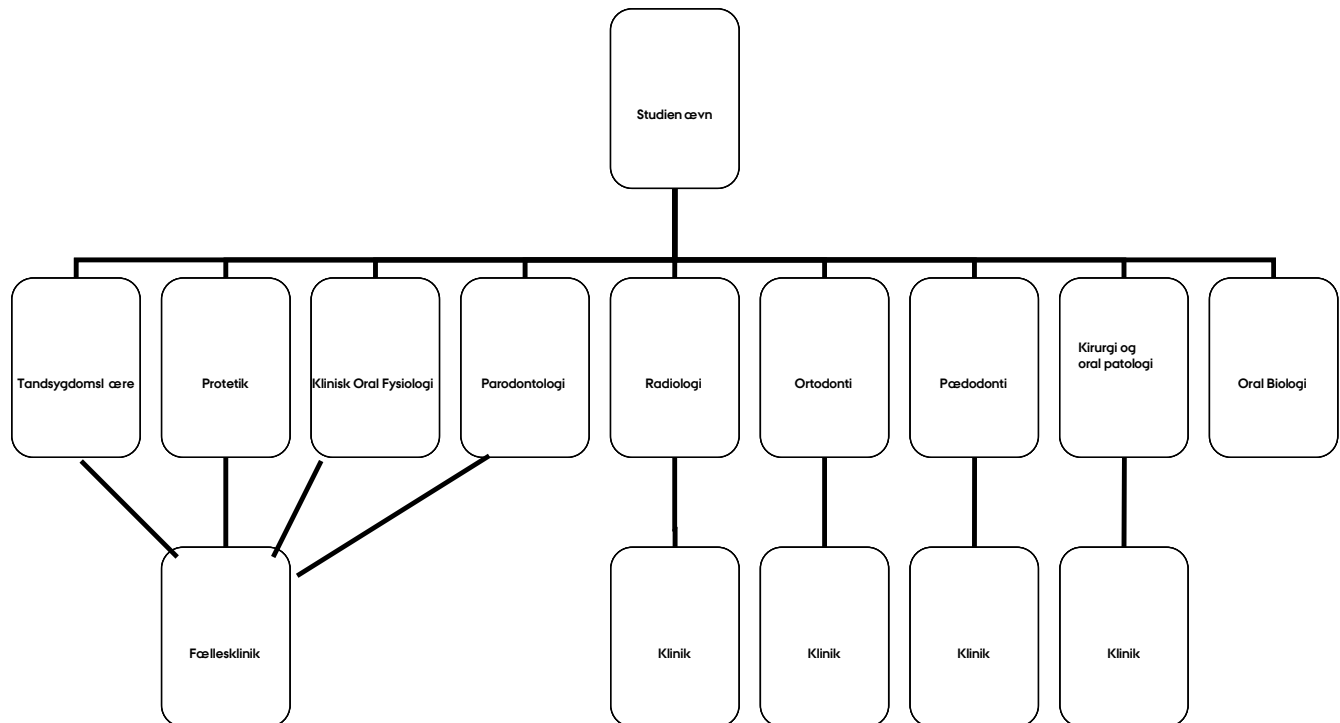 Studien ævn
Tandsygdomsl ære
Protetik
Klinisk Oral Fysiologi
Parodontologi
Radiologi
Ortodonti
Pædodonti
Kirurgi og
oral patologi
Oral Biologi
Fællesklinik
Klinik
Klinik
Klinik
Klinik